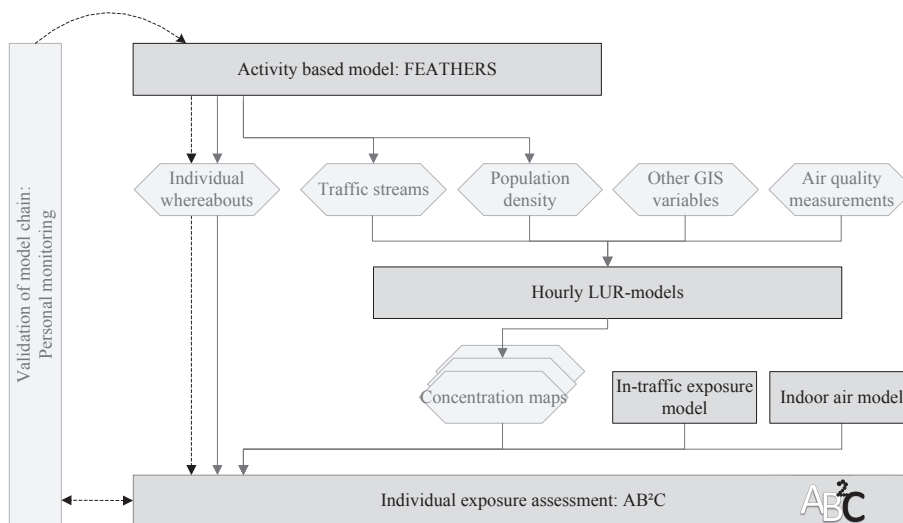 Validation of model chain:
Personal monitoring
Activity based model: FEATHERS
Individual
whereabouts
Traffic streams
Population
density
Other GIS
variables
Air quality
measurements
Hourly LUR-models
Concentration maps
In-traffic exposure
model
Indoor air model
Individual exposure assessment: AB²C
AB²C